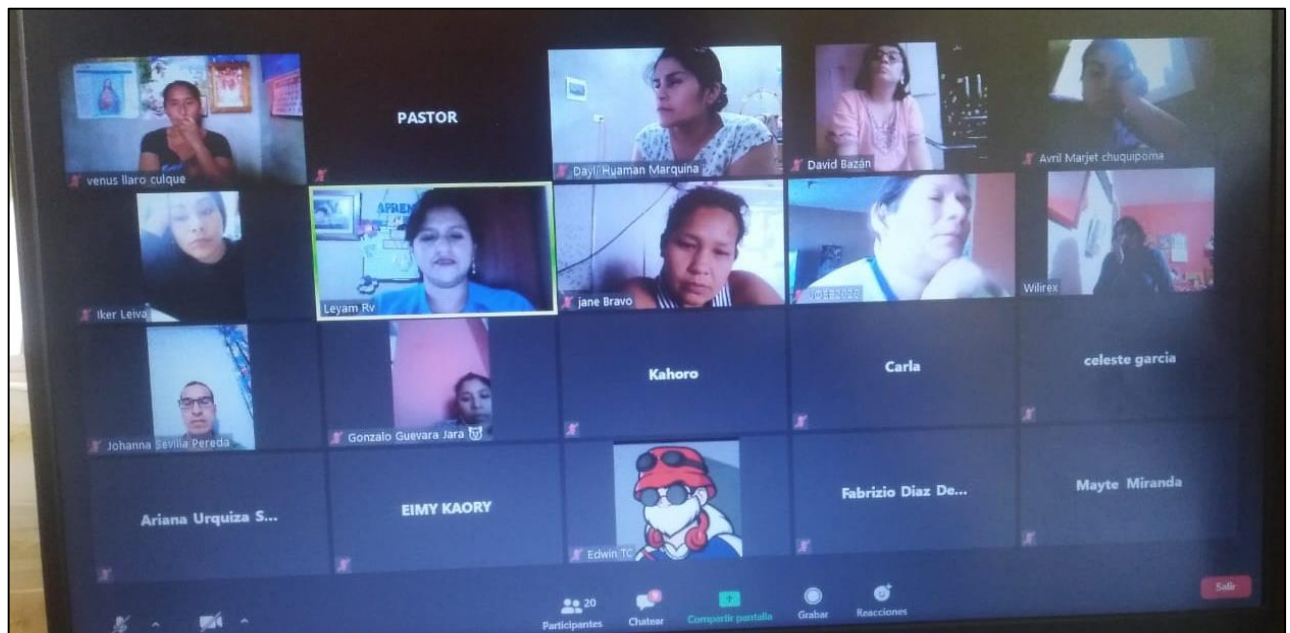 venus llaro culque
PASTOR
Dayli Huaman Marquina
David Bazán
Avril Marjet chuquipoma
Iker Leiva
APREN
Leyam Rv
jane Bravo
Wilirex
Johanna Sevilla Pereda
Gonzalo Guevara Jara
Kahoro
Carla
celeste garcia
Ariana Urquiza S...
EIMY KAORY
Edwin TC
Fabrizio Diaz De...
Mayte Miranda
20
Participantes
Chatear
Compartir pantalla
Grabar
Reacciones
Salir